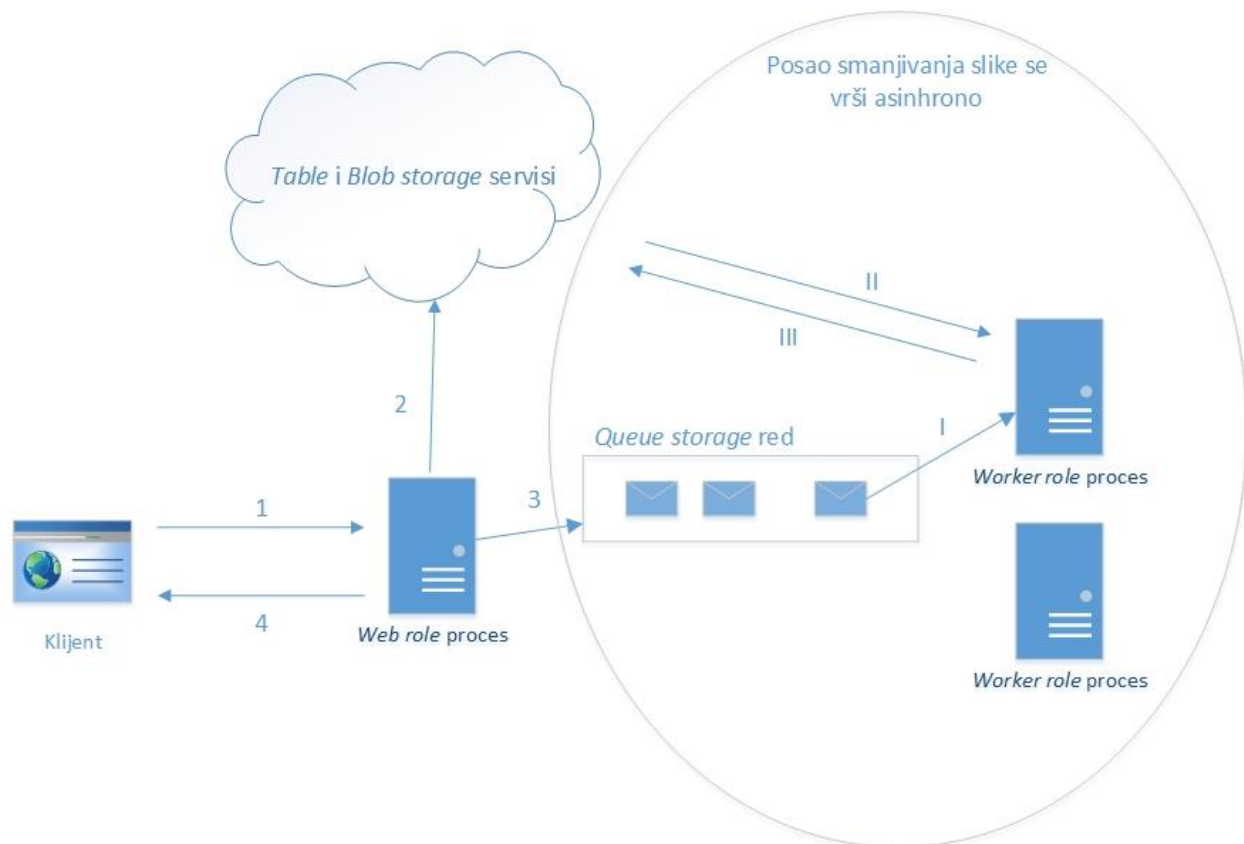 Posao smanjivanja slike se
vrši asinhrono
Table i Blob storage servisi
II
III
2
Queue storage red
I
Worker role proces
1
3
4
Klijent
Web role proces
Worker role proces